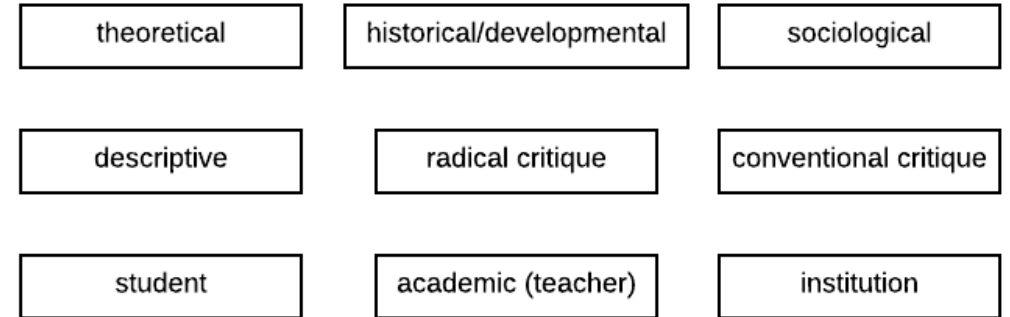 theoretical
historical/developmental
sociological
descriptive
radical critique
conventional critique
student
academic (teacher)
institution